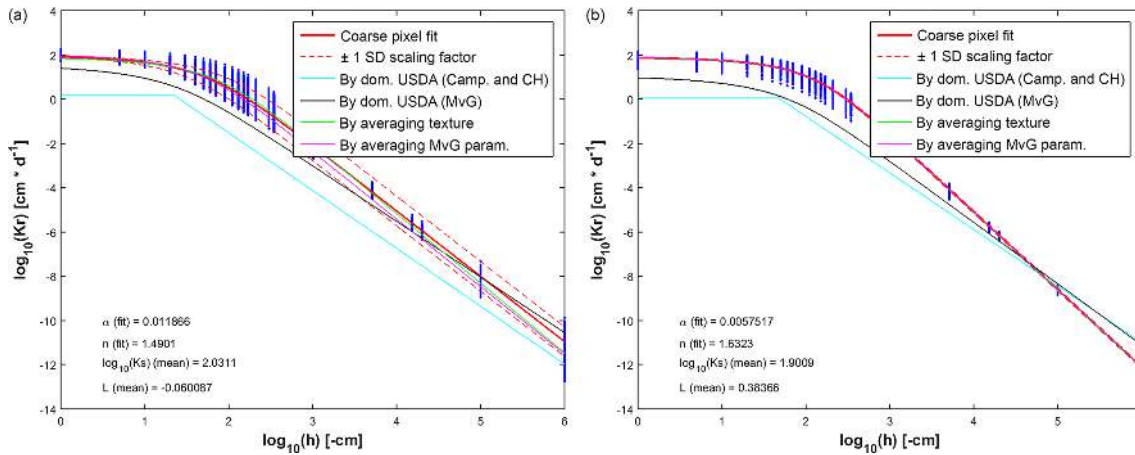 (a)
4
2
0
-2
-4
-6
-8
-10
-12
-14
log10(Kr) [cm * d-1]
Coarse pixel fit
± 1 SD scaling factor
By dom. USDA (Camp. and CH)
By dom. USDA (MvG)
By averaging texture
By averaging MvG param.
α (fit) = 0.011866
n (fit) = 1.4901
log10(Ks) (mean) = 2.0311
L (mean) = -0.060087
0 1 2 3 4 5 6
log10(h) [-cm]
(b)
4
2
0
-2
-4
-6
-8
-10
-12
-14
log10(Kr) [cm * d-1]
Coarse pixel fit
± 1 SD scaling factor
By dom. USDA (Camp. and CH)
By dom. USDA (MvG)
By averaging texture
By averaging MvG param.
α (fit) = 0.0057517
n (fit) = 1.6323
log10(Ks) (mean) = 1.9009
L (mean) = 0.38366
0 1 2 3 4 5
log10(h) [-cm]